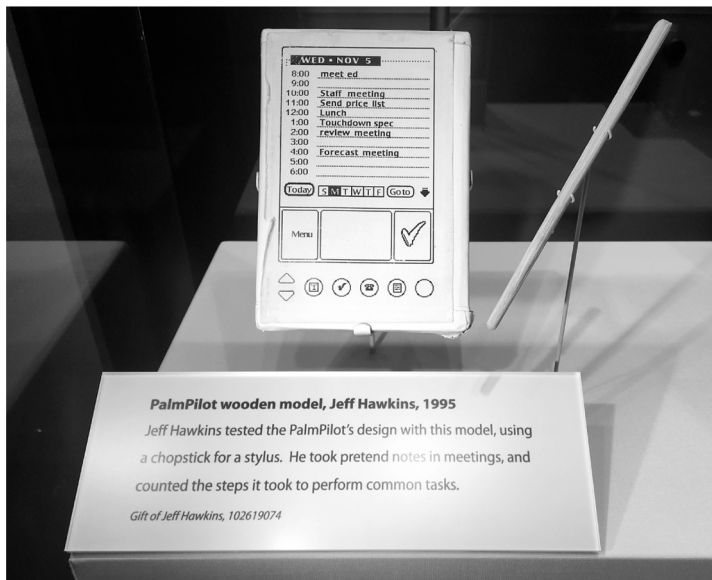 WED • NOV 5
8:00 meet ed
9:00
10:00 Staff meeting
11:00 Send price list
12:00 Lunch
1:00 Touchdown spec
2:00 review meeting
3:00
4:00 Forecast meeting
5:00
6:00
Today S M T W T F Go to
Menu
PalmPilot wooden model, Jeff Hawkins, 1995
Jeff Hawkins tested the PalmPilot's design with this model, using
a chopstick for a stylus. He took pretend notes in meetings, and
counted the steps it took to perform common tasks.
Gift of Jeff Hawkins, 102619074